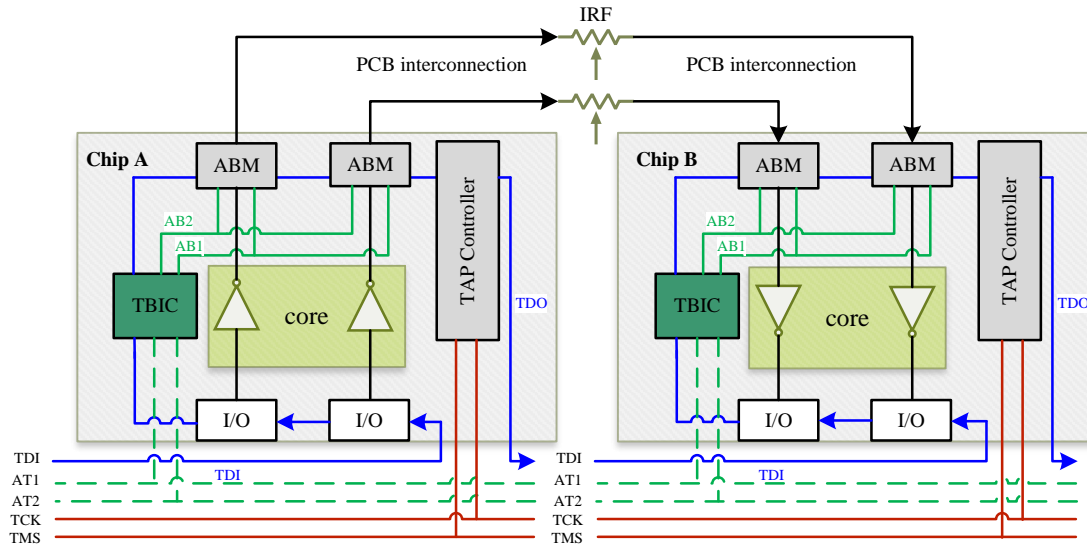 IRF
PCB interconnection PCB interconnection
Chip A ABM ABM TAP Controller
Chip B ABM ABM TAP Controller
AB2
AB1
AB2
AB1
TBIC core TDO
TBIC core TDO
I/O I/O
I/O I/O
TDI TDI
AT1
AT2
TCK
TMS
TDI TDI
AT1
AT2
TCK
TMS